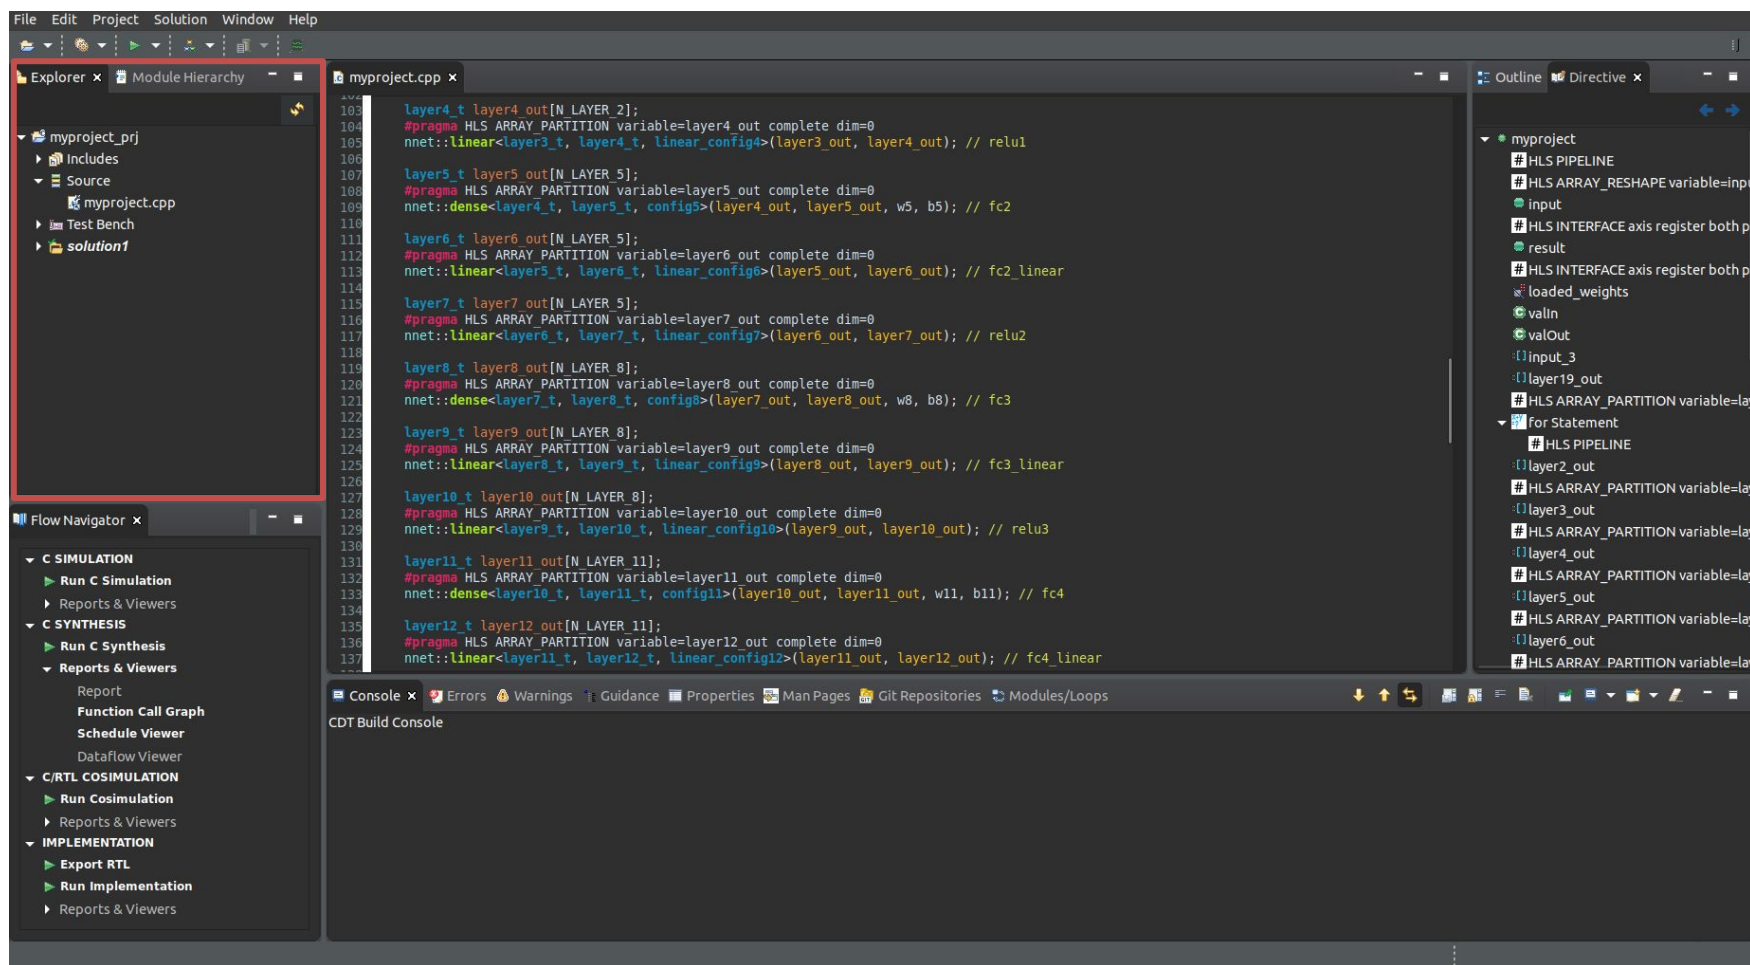 File Edit Project Solution Window Help
Explorer Module Hierarchy
myproject_prj
Includes
Source
myproject.cpp
Test Bench
solution1
Flow Navigator
C SIMULATION
Run C Simulation
Reports & Viewers
C SYNTHESIS
Run C Synthesis
Reports & Viewers
Report
Function Call Graph
Schedule Viewer
Dataflow Viewer
C/RTL COSIMULATION
Run Cosimulation
Reports & Viewers
IMPLEMENTATION
Export RTL
Run Implementation
Reports & Viewers
myproject.cpp
102
103 layer4_t layer4_out[N_LAYER_2];
104 #pragma HLS ARRAY_PARTITION variable=layer4_out complete dim=0
105 nnet::linear<layer3_t, layer4_t, linear_config4>(layer3_out, layer4_out); // relu1
106
107 layer5_t layer5_out[N_LAYER_5];
108 #pragma HLS ARRAY_PARTITION variable=layer5_out complete dim=0
109 nnet::dense<layer4_t, layer5_t, config5>(layer4_out, layer5_out, w5, b5); // fc2
110
111 layer6_t layer6_out[N_LAYER_5];
112 #pragma HLS ARRAY_PARTITION variable=layer6_out complete dim=0
113 nnet::linear<layer5_t, layer6_t, linear_config6>(layer5_out, layer6_out); // fc2_linear
114
115 layer7_t layer7_out[N_LAYER_5];
116 #pragma HLS ARRAY_PARTITION variable=layer7_out complete dim=0
117 nnet::linear<layer6_t, layer7_t, linear_config7>(layer6_out, layer7_out); // relu2
118
119 layer8_t layer8_out[N_LAYER_8];
120 #pragma HLS ARRAY_PARTITION variable=layer8_out complete dim=0
121 nnet::dense<layer7_t, layer8_t, config8>(layer7_out, layer8_out, w8, b8); // fc3
122
123 layer9_t layer9_out[N_LAYER_8];
124 #pragma HLS ARRAY_PARTITION variable=layer9_out complete dim=0
125 nnet::linear<layer8_t, layer9_t, linear_config9>(layer8_out, layer9_out); // fc3_linear
126
127 layer10_t layer10_out[N_LAYER_8];
128 #pragma HLS ARRAY_PARTITION variable=layer10_out complete dim=0
129 nnet::linear<layer9_t, layer10_t, linear_config10>(layer9_out, layer10_out); // relu3
130
131 layer11_t layer11_out[N_LAYER_11];
132 #pragma HLS ARRAY_PARTITION variable=layer11_out complete dim=0
133 nnet::dense<layer10_t, layer11_t, config11>(layer10_out, layer11_out, w11, b11); // fc4
134
135 layer12_t layer12_out[N_LAYER_11];
136 #pragma HLS ARRAY_PARTITION variable=layer12_out complete dim=0
137 nnet::linear<layer11_t, layer12_t, linear_config12>(layer11_out, layer12_out); // fc4_linear
Console Errors Warnings Guidance Properties Man Pages Git Repositories Modules/Loops
CDT Build Console
Outline Directive
myproject
# HLS PIPELINE
# HLS ARRAY_RESHAPE variable=inpu
input
# HLS INTERFACE axis register both p
result
# HLS INTERFACE axis register both p
loaded_weights
valIn
valOut
input_3
layer19_out
# HLS ARRAY_PARTITION variable=lay
for Statement
# HLS PIPELINE
layer2_out
# HLS ARRAY_PARTITION variable=lay
layer3_out
# HLS ARRAY_PARTITION variable=lay
layer4_out
# HLS ARRAY_PARTITION variable=lay
layer5_out
# HLS ARRAY_PARTITION variable=lay
layer6_out
# HLS ARRAY_PARTITION variable=lay